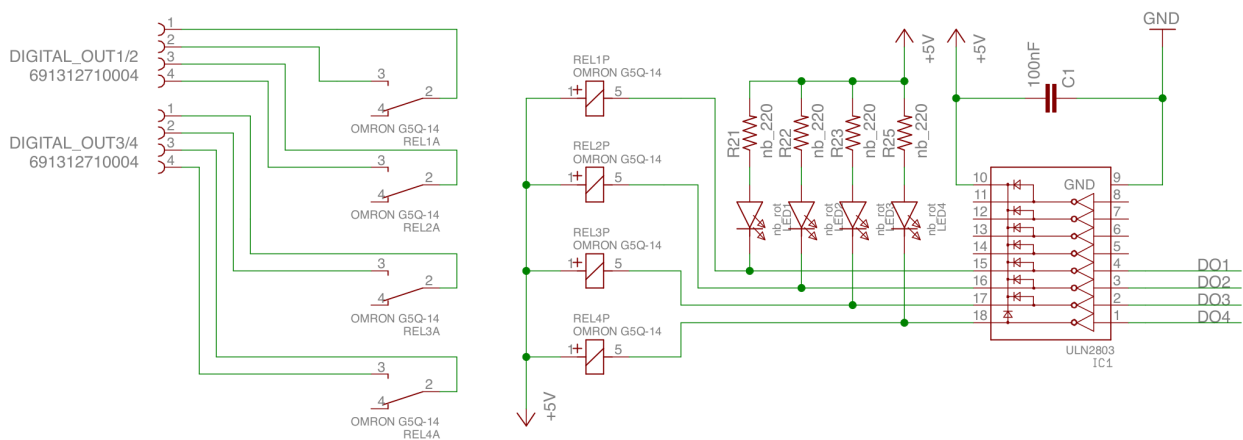 DIGITAL_OUT1/2
691312710004
1
2
3
4
DIGITAL_OUT3/4
691312710004
1
2
3
4
3
2
4
OMRON G5Q-14
REL1A
3
2
4
OMRON G5Q-14
REL2A
3
2
4
OMRON G5Q-14
REL3A
3
2
4
OMRON G5Q-14
REL4A
REL1P
OMRON G5Q-14
1
+
5
REL2P
OMRON G5Q-14
1
+
5
REL3P
OMRON G5Q-14
1
+
5
REL4P
OMRON G5Q-14
1
+
5
+5V
+5V
+5V
R21
nb_220
R22
nb_220
R23
nb_220
R25
nb_220
nb_rot
LED1
nb_rot
LED2
nb_rot
LED3
nb_rot
LED4
100nF
C1
GND
GND
10
11
12
13
14
15
16
17
18
9
8
7
6
5
4
3
2
1
ULN2803
IC1
DO1
DO2
DO3
DO4